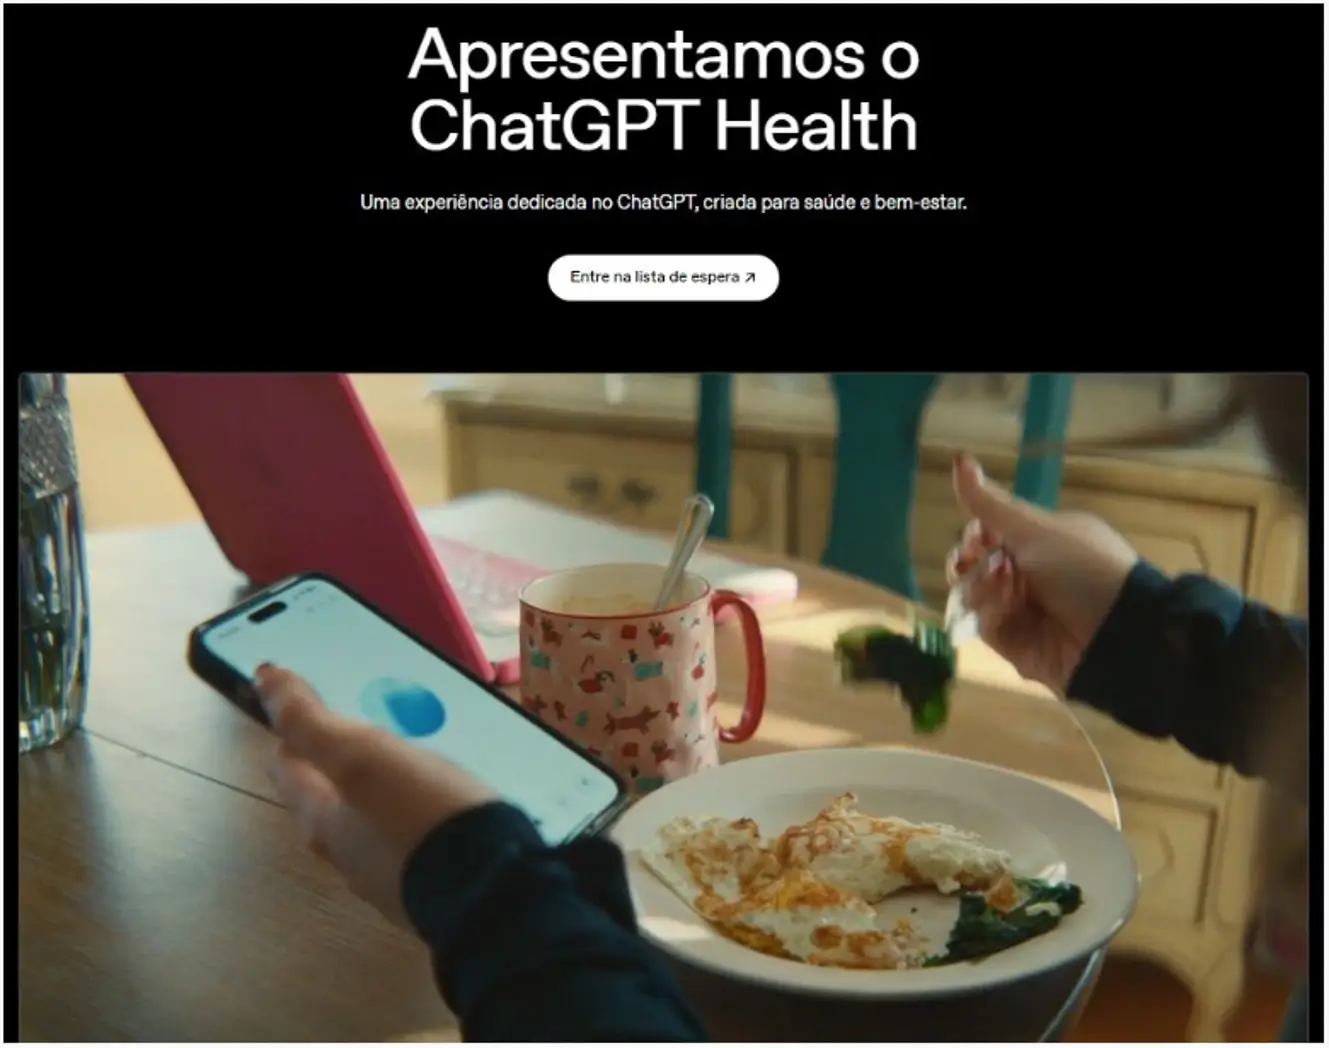 Apresentamos o
ChatGPT Health
Uma experiência dedicada no ChatGPT, criada para saúde e bem-estar.
Entre na lista de espera ↗